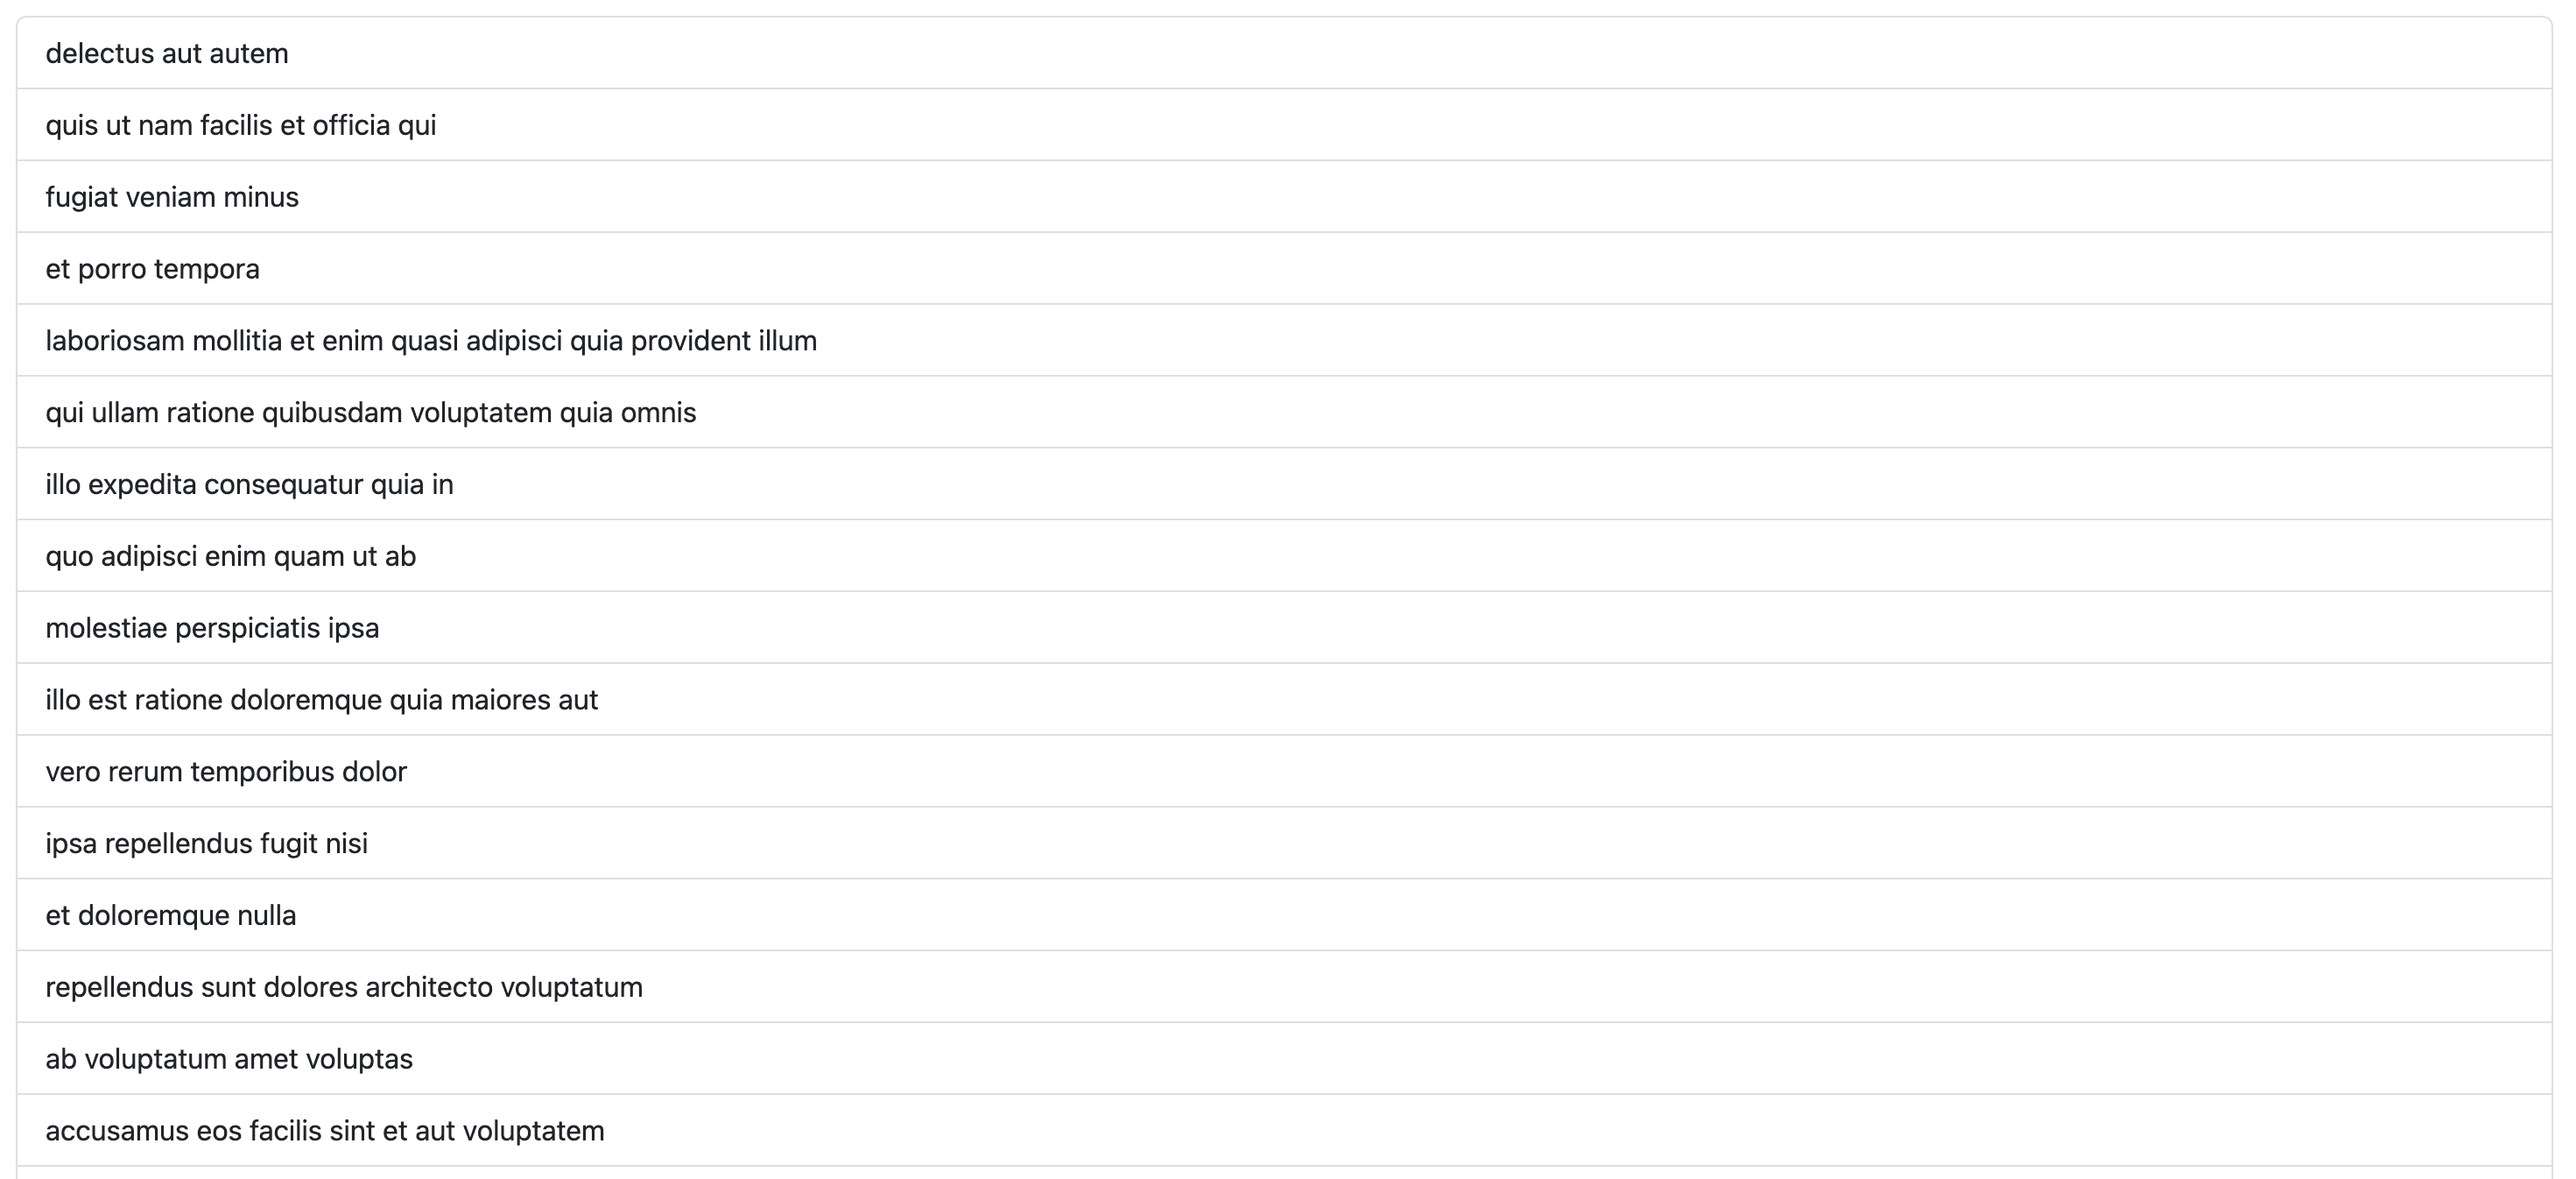 delectus aut autem
quis ut nam facilis et officia qui
fugiat veniam minus
et porro tempora
laboriosam mollitia et enim quasi adipisci quia provident illum
qui ullam ratione quibusdam voluptatem quia omnis
illo expedita consequatur quia in
quo adipisci enim quam ut ab
molestiae perspiciatis ipsa
illo est ratione doloremque quia maiores aut
vero rerum temporibus dolor
ipsa repellendus fugit nisi
et doloremque nulla
repellendus sunt dolores architecto voluptatum
ab voluptatum amet voluptas
accusamus eos facilis sint et aut voluptatem